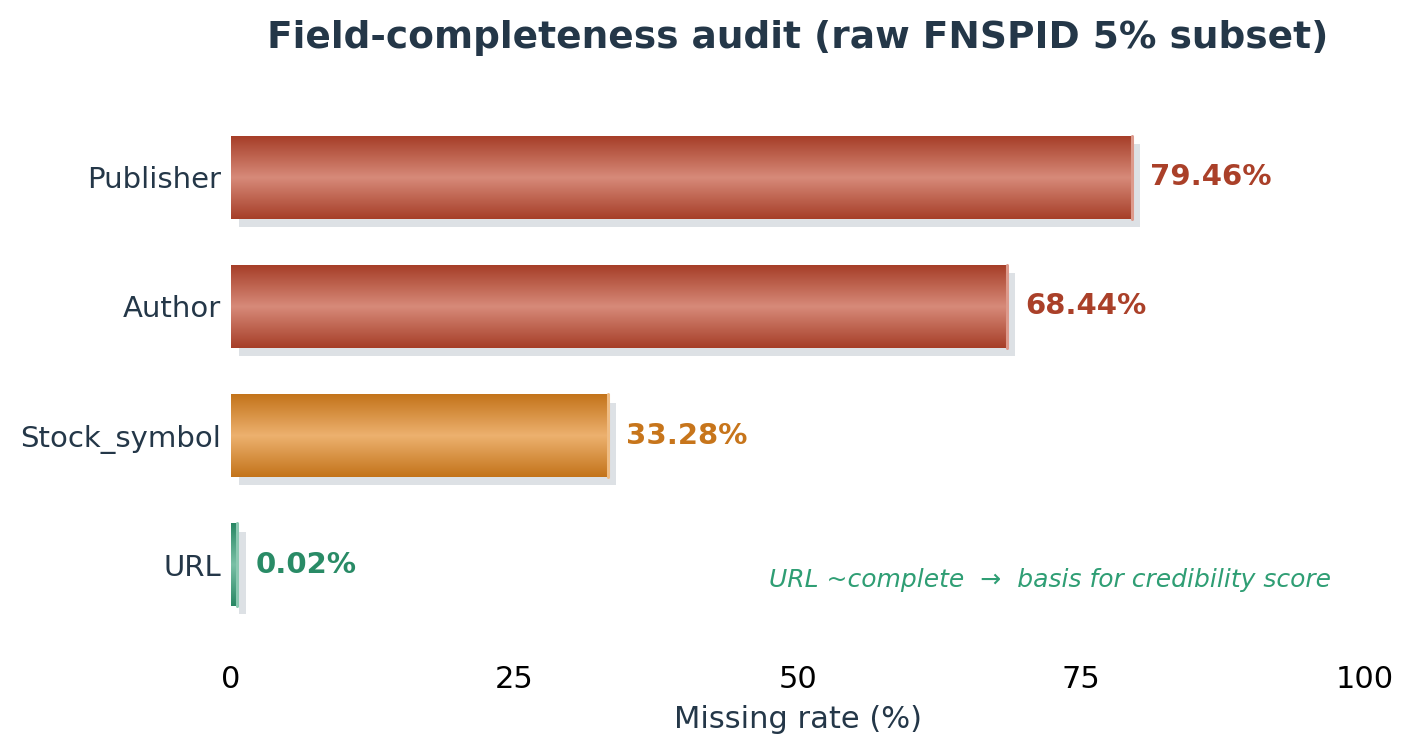 Field-completeness audit (raw FNSPID 5% subset)
Publisher
79.46%
Author
68.44%
Stock_symbol
33.28%
URL
0.02%
URL ~complete → basis for credibility score
0 25 50 75 100
Missing rate (%)